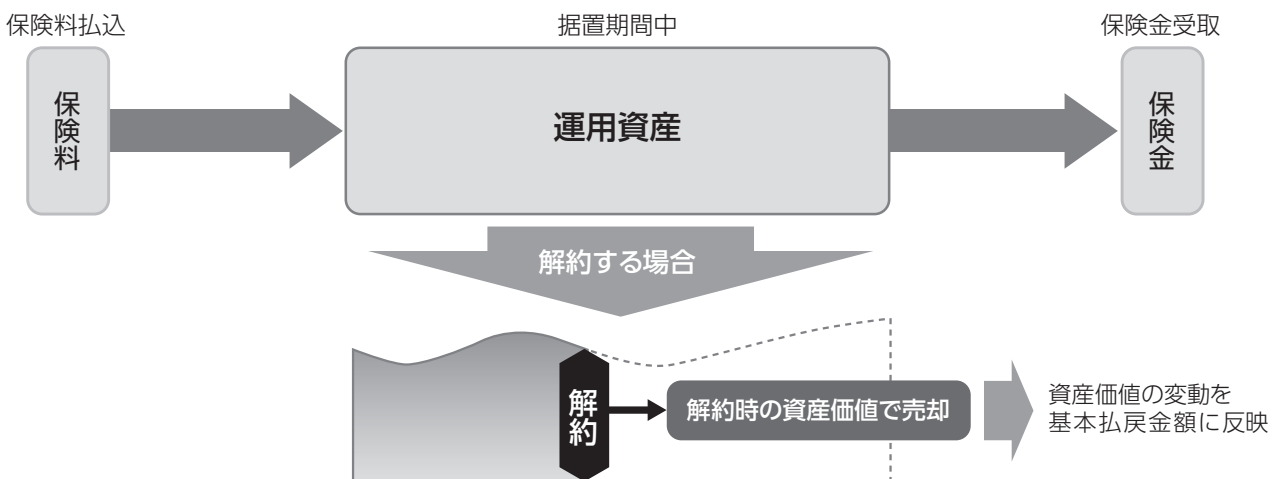 保険料払込
据置期間中
保険金受取
保険料
運用資産
保険金
解約する場合
解約
解約時の資産価値で売却
資産価値の変動を
基本払戻金額に反映